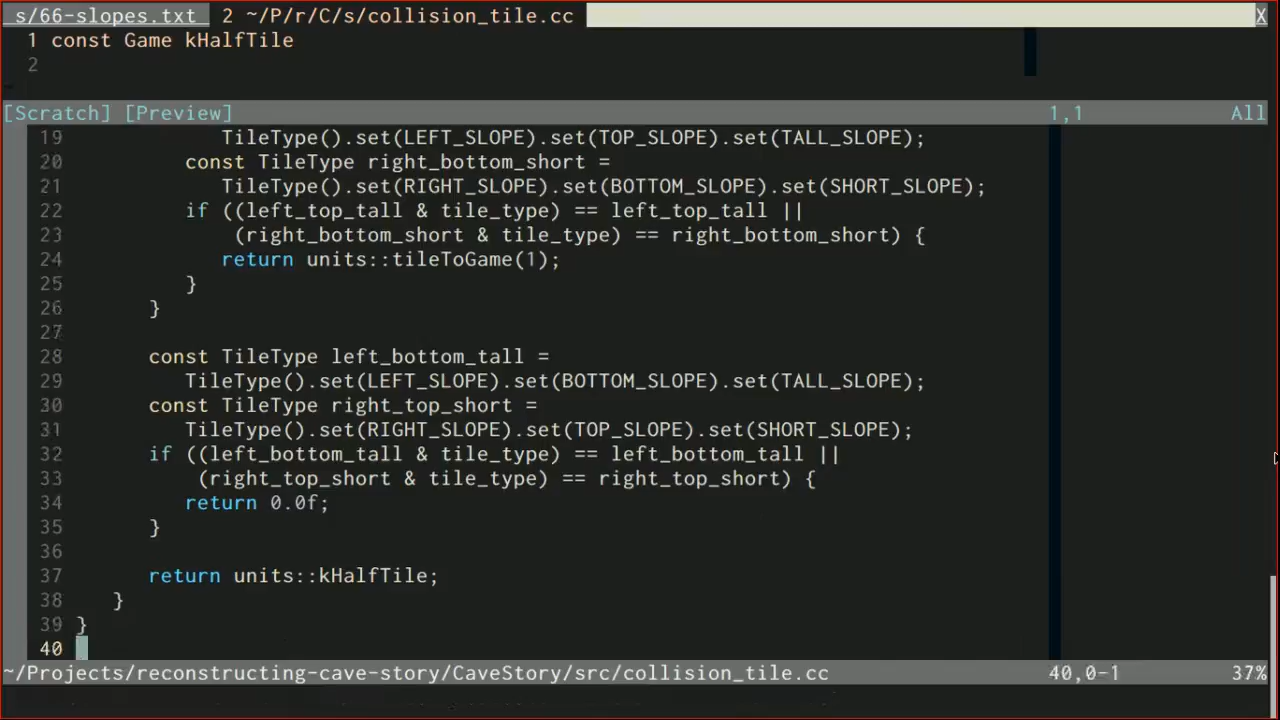 s/66-slopes.txt  2 ~/P/r/C/s/collision_tile.cc X
1 const Game kHalfTile
2
~
[Scratch] [Preview] 1,1 All
19 TileType().set(LEFT_SLOPE).set(TOP_SLOPE).set(TALL_SLOPE);
20 const TileType right_bottom_short =
21 TileType().set(RIGHT_SLOPE).set(BOTTOM_SLOPE).set(SHORT_SLOPE);
22 if ((left_top_tall & tile_type) == left_top_tall ||
23 (right_bottom_short & tile_type) == right_bottom_short) {
24 return units::tileToGame(1);
25 }
26 }
27
28 const TileType left_bottom_tall =
29 TileType().set(LEFT_SLOPE).set(BOTTOM_SLOPE).set(TALL_SLOPE);
30 const TileType right_top_short =
31 TileType().set(RIGHT_SLOPE).set(TOP_SLOPE).set(SHORT_SLOPE);
32 if ((left_bottom_tall & tile_type) == left_bottom_tall ||
33 (right_top_short & tile_type) == right_top_short) {
34 return 0.0f;
35 }
36
37 return units::kHalfTile;
38 }
39 }
40
~/Projects/reconstructing-cave-story/CaveStory/src/collision_tile.cc 40,0-1 37%